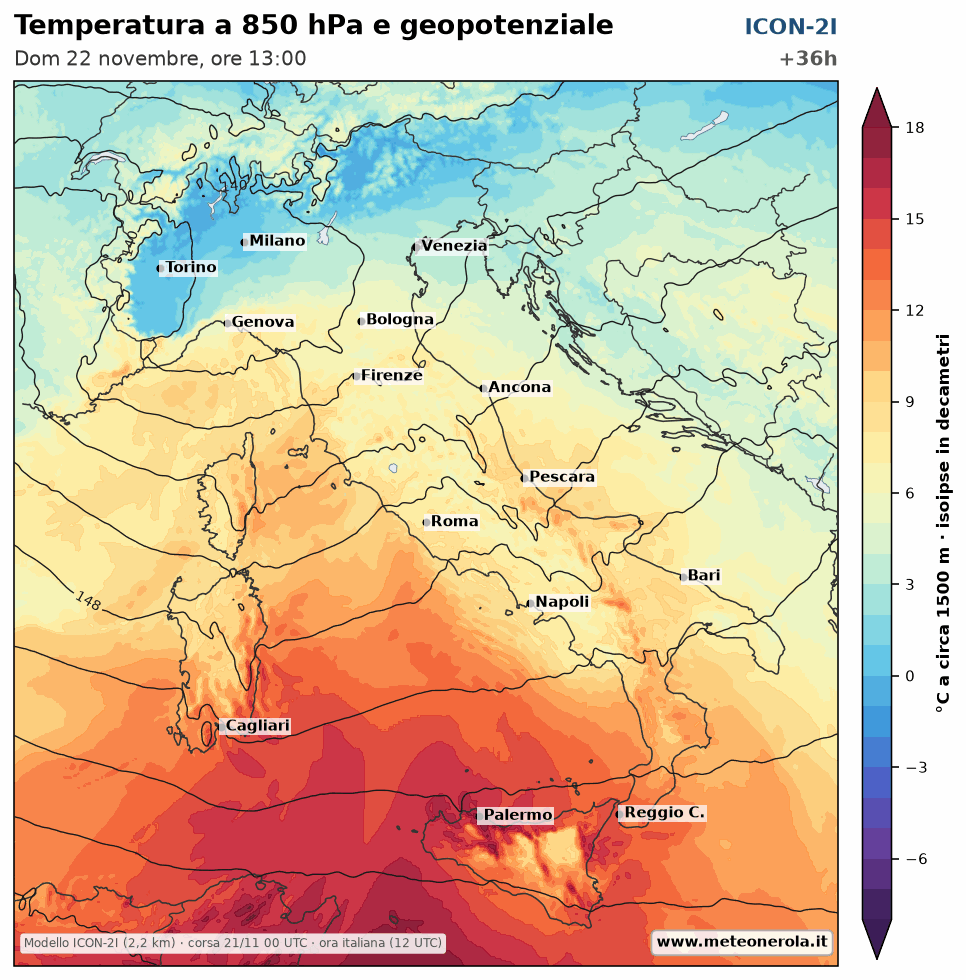 Temperatura a 850 hPa e geopotenziale
ICON-2I
Dom 22 novembre, ore 13:00
+36h
140
Milano
Venezia
Torino
Genova
Bologna
Firenze
Ancona
Pescara
Roma
Bari
148
Napoli
Cagliari
Palermo
Reggio C.
Modello ICON-2I (2,2 km) · corsa 21/11 00 UTC · ora italiana (12 UTC)
www.meteonerola.it
18
15
12
9
6
3
0
−3
−6
°C a circa 1500 m · isoipse in decametri